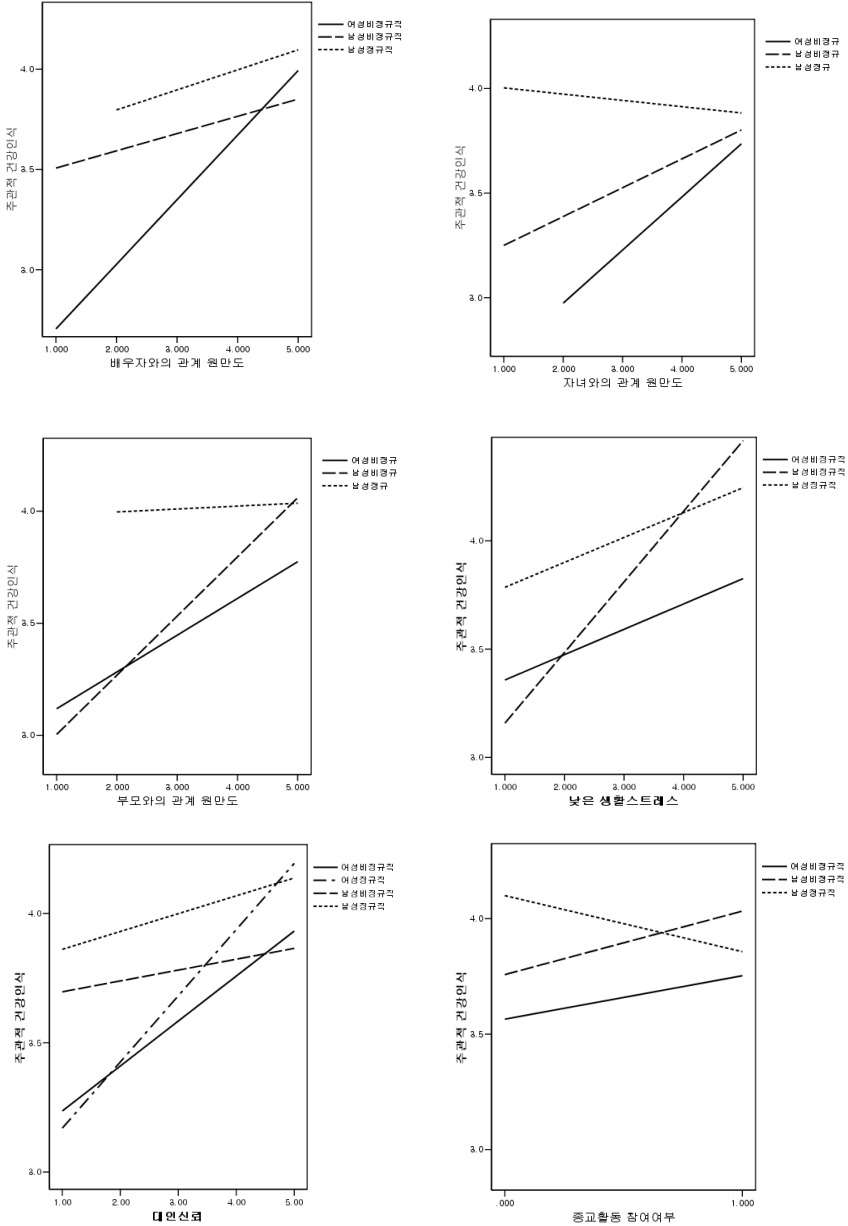 여성비정규직
남성비정규직
남성정규직
4.0
3.5
3.0
주관적 건강인식
1.000 2.000 3.000 4.000 5.000
배우자와의 관계 원만도
여성비정규
남성비정규
남성정규
4.0
3.5
3.0
주관적 건강인식
1.000 2.000 3.000 4.000 5.000
자녀와의 관계 원만도
여성비정규
남성비정규
남성정규
4.0
3.5
3.0
주관적 건강인식
1.000 2.000 3.000 4.000 5.000
부모와의 관계 원만도
여성비정규직
남성비정규직
남성정규직
4.0
3.5
3.0
주관적 건강인식
1.000 2.000 3.000 4.000 5.000
낮은 생활스트레스
여성비정규직
여성정규직
남성비정규직
남성정규직
4.0
3.5
3.0
주관적 건강인식
1.00 2.00 3.00 4.00 5.00
대인신뢰
여성비정규직
남성비정규직
남성정규직
4.0
3.5
3.0
주관적 건강인식
.000 1.000
종교활동 참여여부